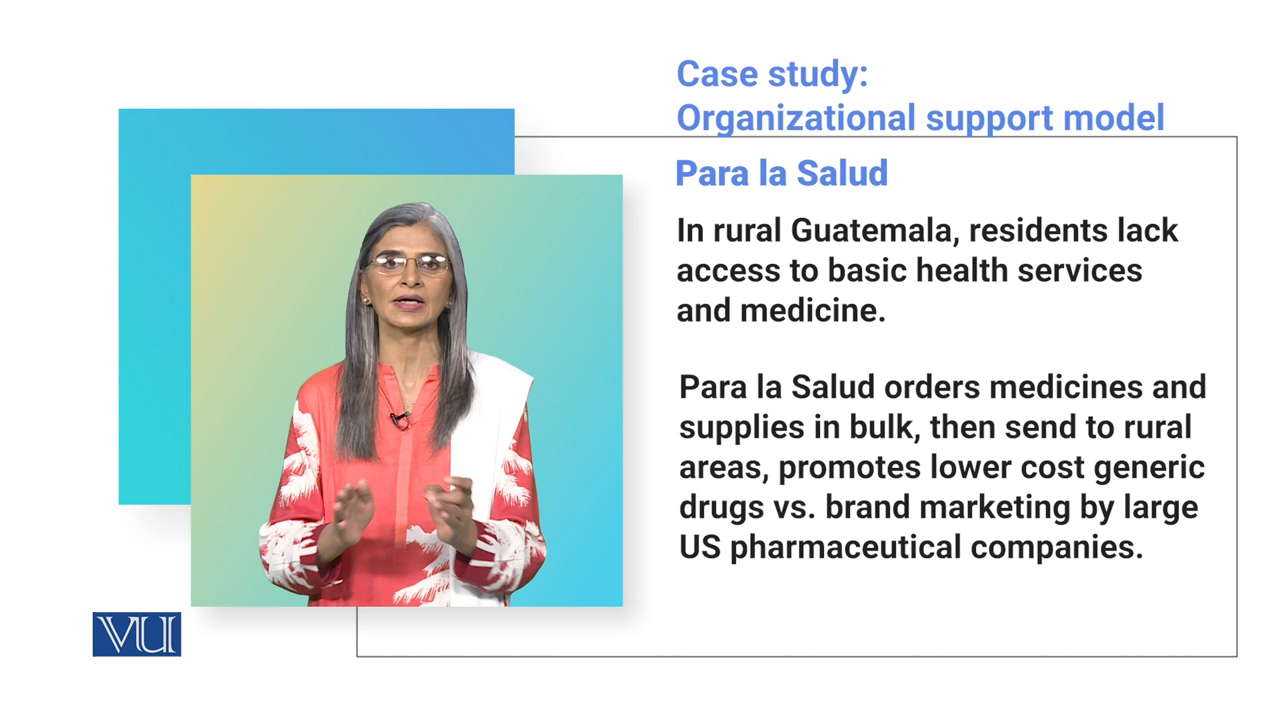 Case study:
Organizational support model
Para la Salud
In rural Guatemala, residents lack
access to basic health services
and medicine.
Para la Salud orders medicines and
supplies in bulk, then send to rural
areas, promotes lower cost generic
drugs vs. brand marketing by large
US pharmaceutical companies.
VU